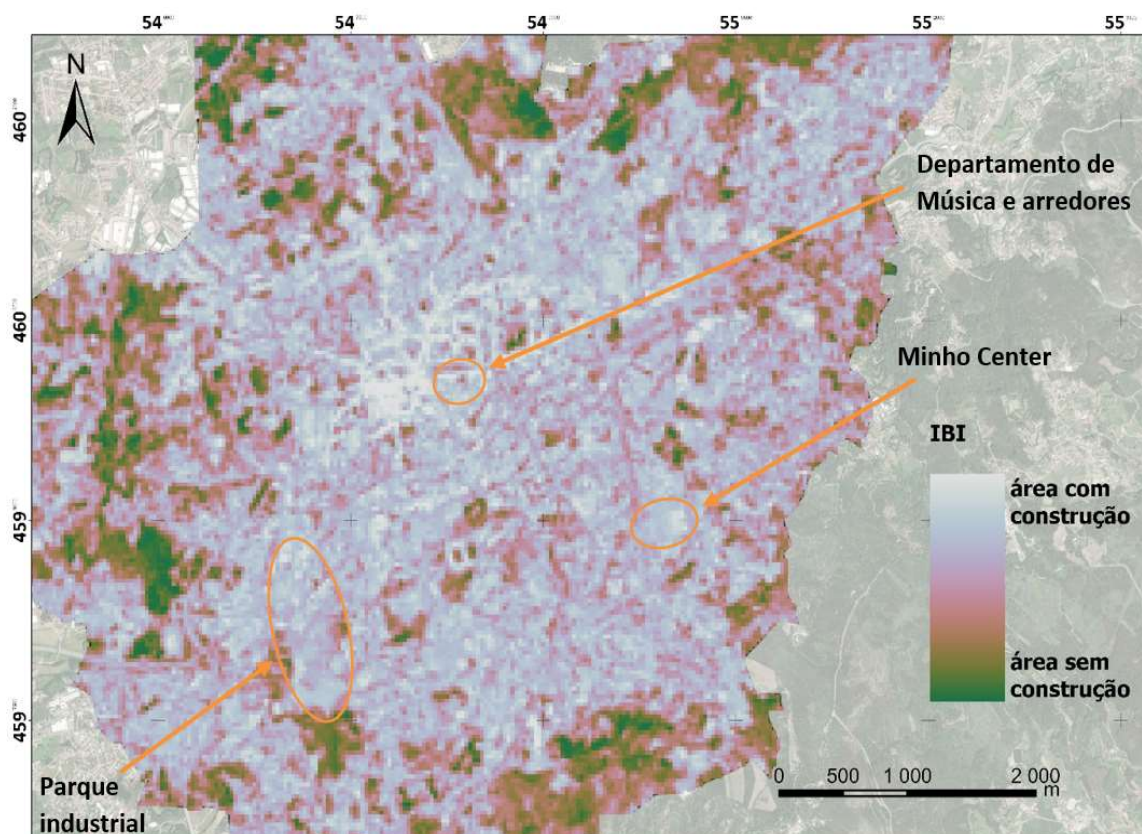 54
54
54
55
55
55
N
460
460
459
459
Departamento de
Música e arredores
Minho Center
IBI
área com
construção
área sem
construção
0 500 1 000 2 000
m
Parque
industrial